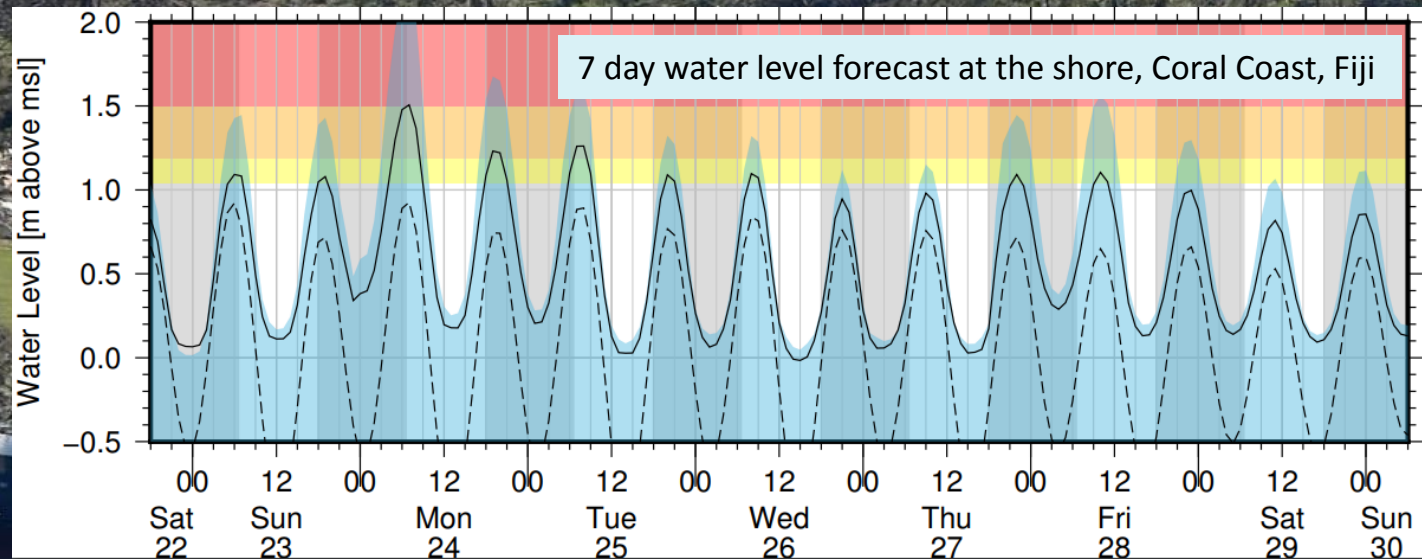 7 day water level forecast at the shore, Coral Coast, Fiji
Water Level [m above msl]
2.0
1.5
1.0
0.5
0.0
−0.5
00 12 00 12 00 12 00 12 00 12 00 12 00 12 00
Sat Sun Mon Tue Wed Thu Fri Sat Sun
22 23 24 25 26 27 28 29 30